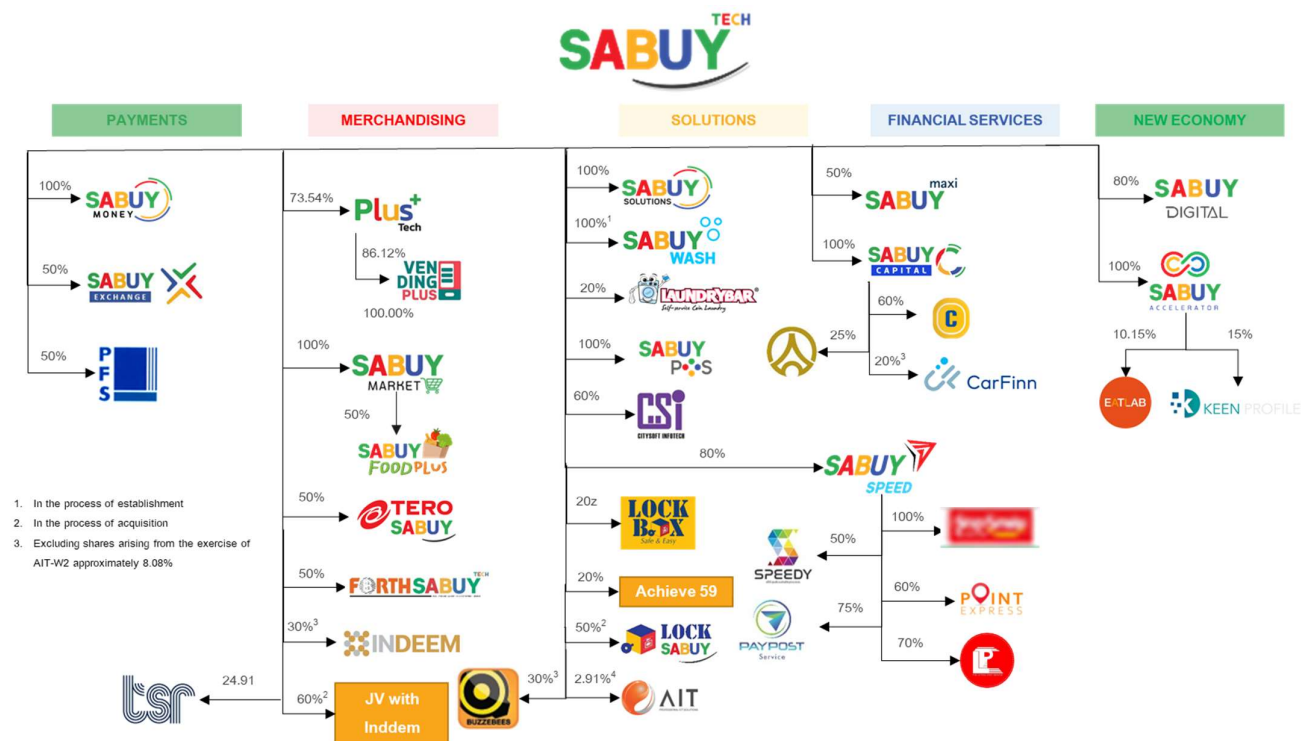 SABUY TECH
PAYMENTS
MERCHANDISING
SOLUTIONS
FINANCIAL SERVICES
NEW ECONOMY
100%
SABUY
MONEY
50%
SABUY
EXCHANGE
50%
PFS
1. In the process of establishment
2. In the process of acquisition
3. Excluding shares arising from the exercise of
AIT-W2 approximately 8.08%
73.54%
Plus+
Tech
86.12%
VEN
DING
PLUS
100.00%
100%
SABUY
MARKET
50%
SABUY
FOOD PLUS
50%
TERO
SABUY
50%
FORTH SABUY TECH
30%3
INDEEM
24.91
tsr
60%2
JV with
Inddem
100%
SABUY
SOLUTIONS
100%1
SABUY
WASH
20%
LAUNDRYBAR®
Self-service Coin Laundry
100%
SABUY
POS
60%
CSi
CITYSOFT INFOTECH
80%
SABUY
SPEED
20z
LOCK
BOX
Safe & Easy
20%
Achieve 59
50%2
LOCK
SABUY
30%3
BUZZEBEES
2.91%4
AIT
50%
SABUY maxi
100%
SABUY
CAPITAL
60%
C
25%
20%3
CarFinn
100%
50%
SPEEDY
60%
POINT
EXPRESS
75%
PAYPOST
Service
70%
80%
SABUY
DIGITAL
100%
SABUY
ACCELERATOR
10.15%
15%
EATLAB
KEEN PROFILE